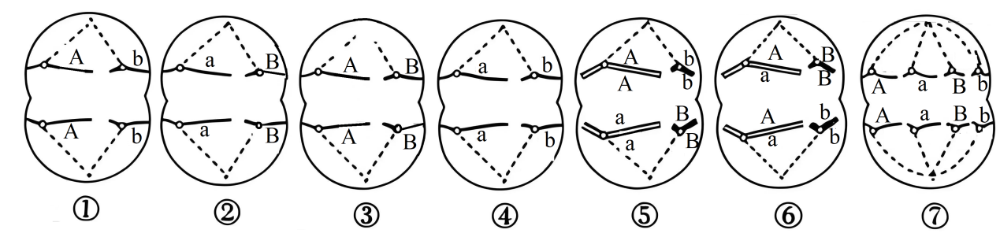 A b a B A B a b A b A B A a B b
A B a b
A b a B A B a b a B A b A a B b
a B a b
① ② ③ ④ ⑤ ⑥ ⑦